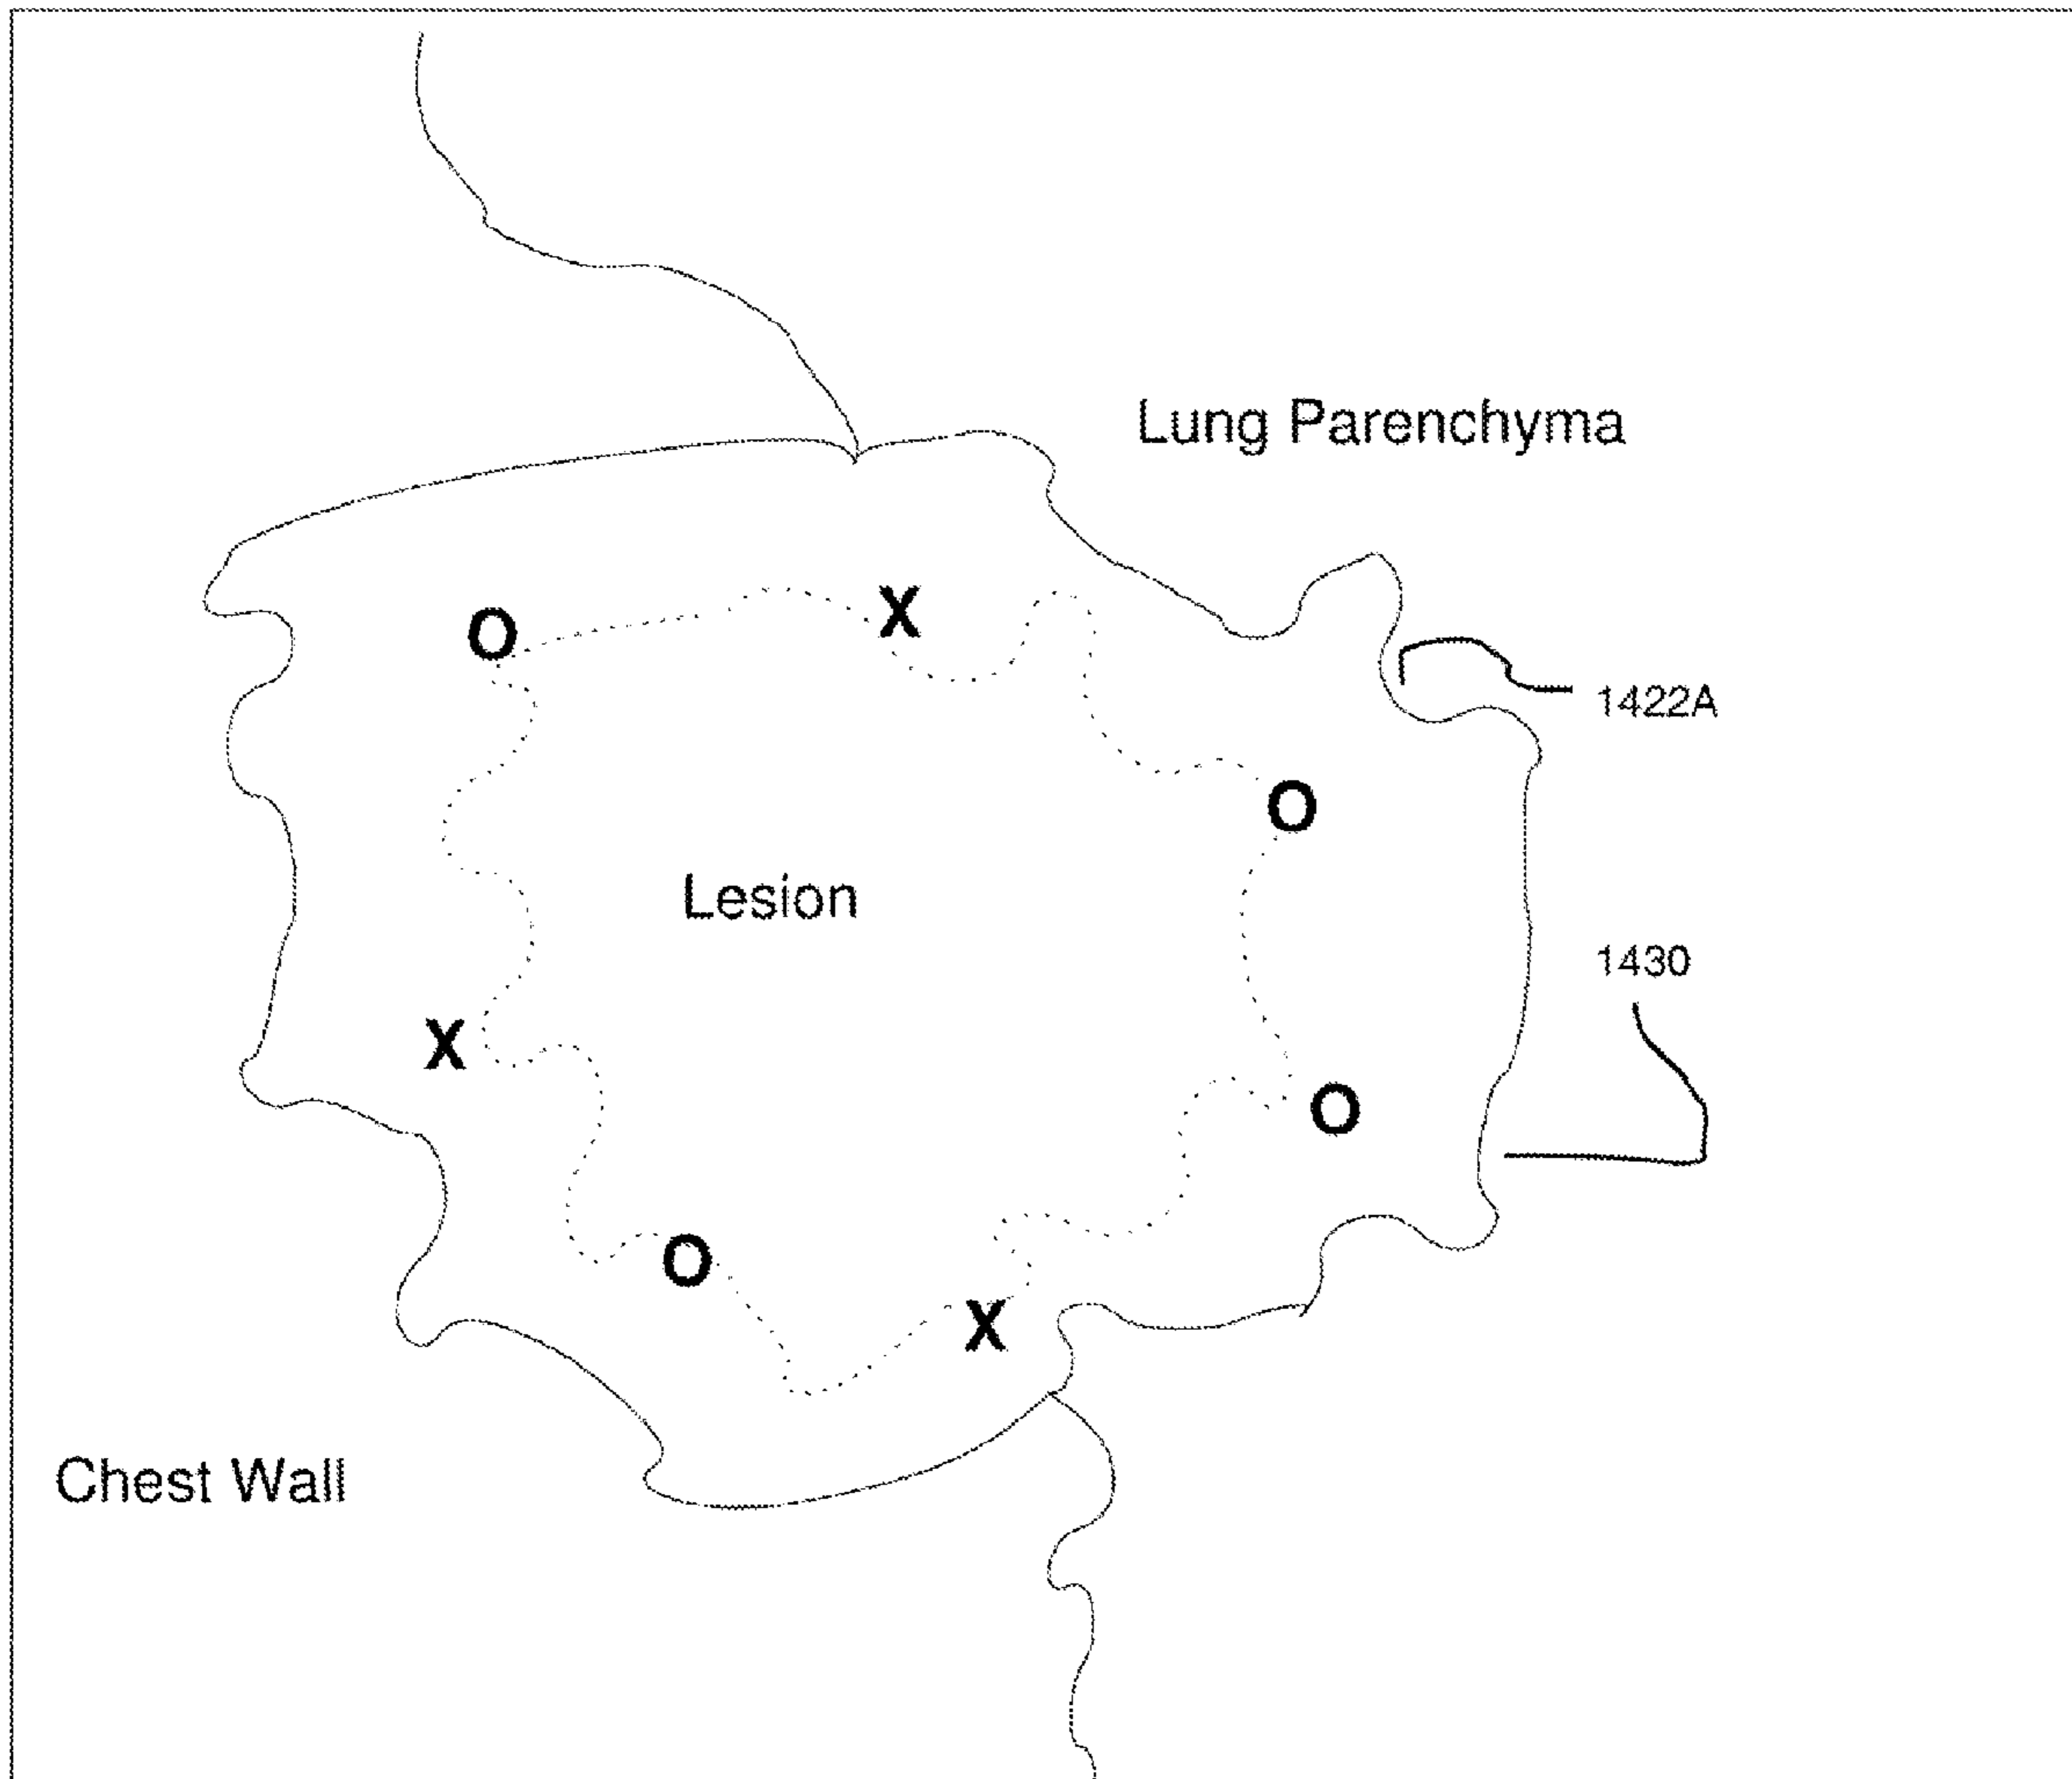 Lung Parenchyma
X
O
1422A
O
Lesion
1430
X
O
O
X
Chest Wall